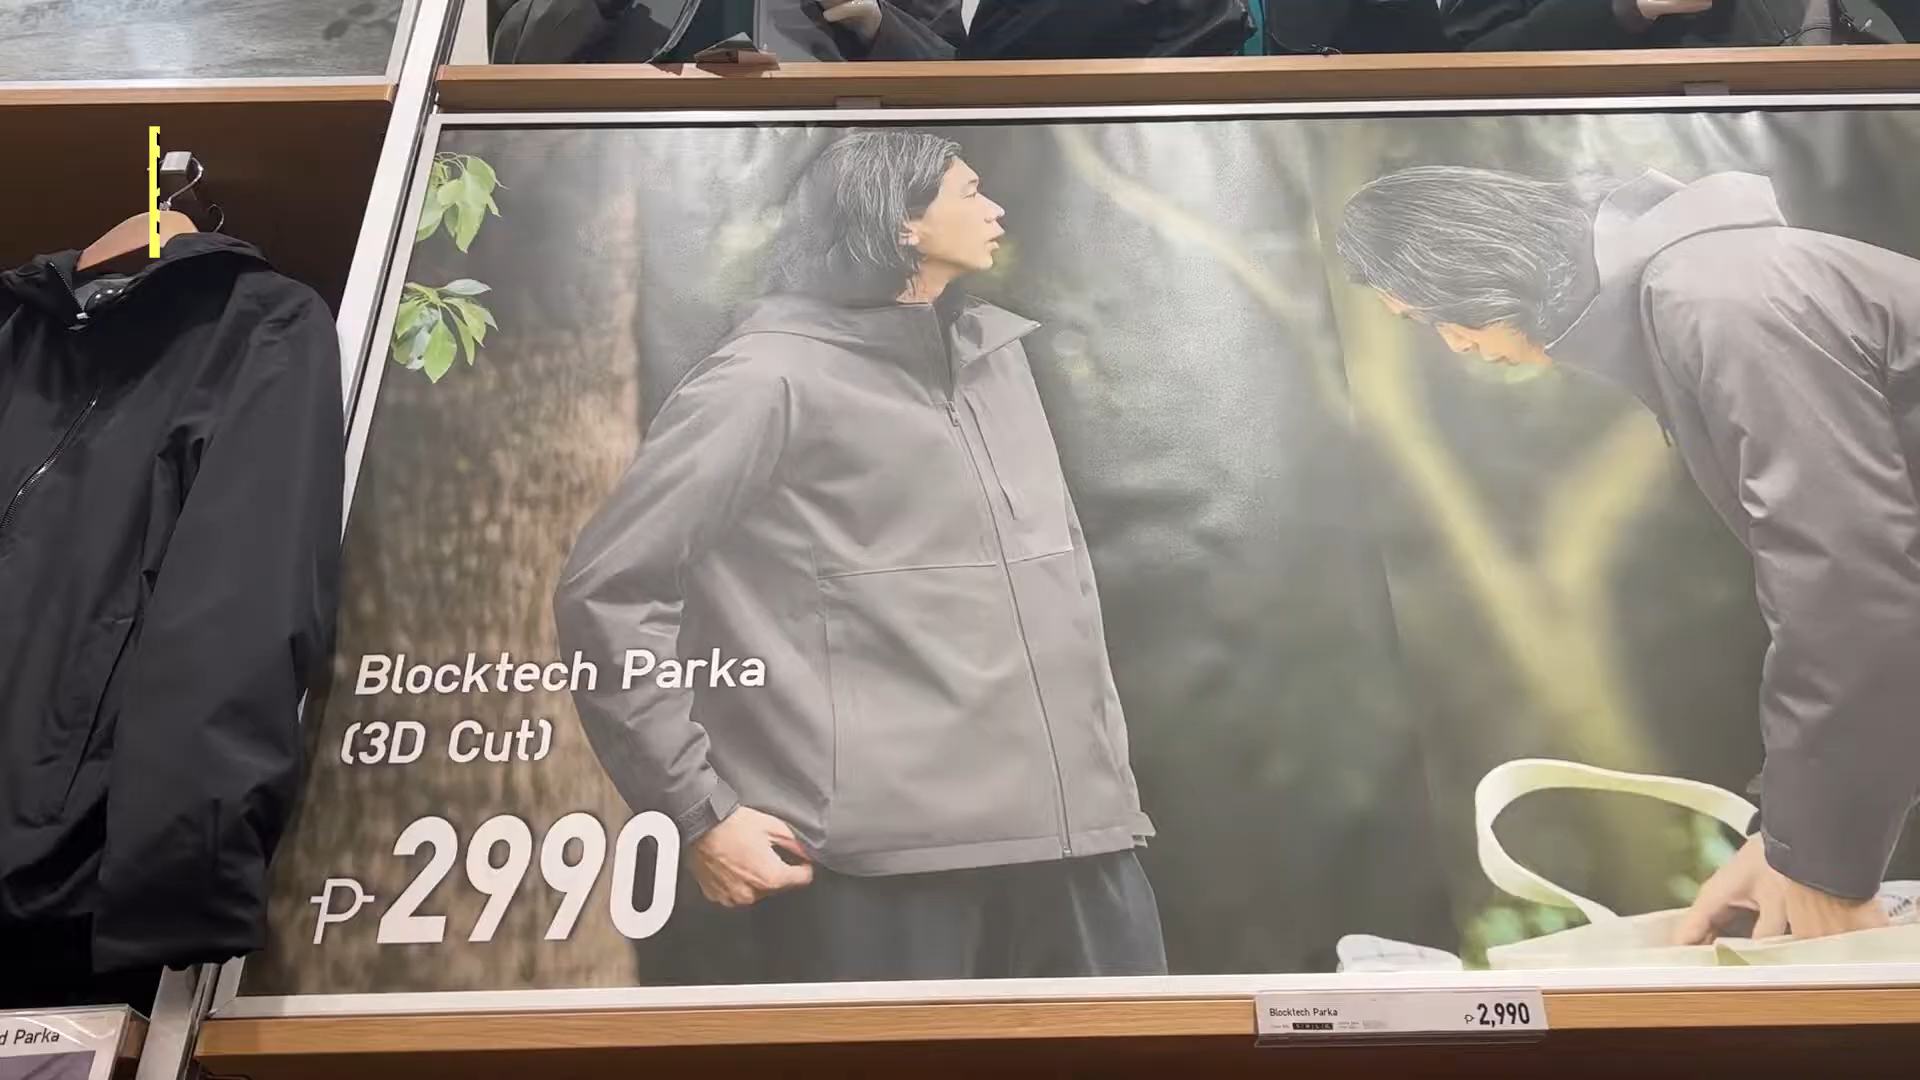 Blocktech Parka
(3D Cut)
₱2990
d Parka
Blocktech Parka
₱2,990